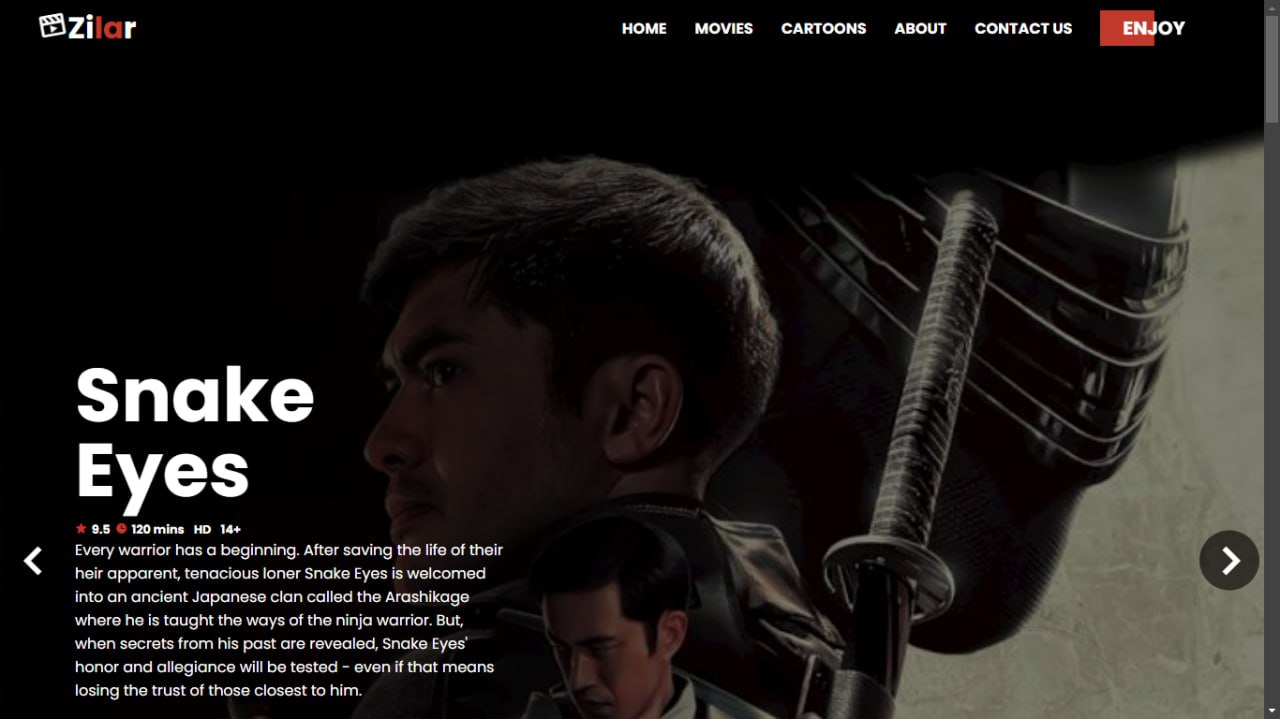 Zilar
HOME MOVIES CARTOONS ABOUT CONTACT US ENJOY
Snake
Eyes
9.5 120 mins HD 14+
Every warrior has a beginning. After saving the life of their
heir apparent, tenacious loner Snake Eyes is welcomed
into an ancient Japanese clan called the Arashikage
where he is taught the ways of the ninja warrior. But,
when secrets from his past are revealed, Snake Eyes'
honor and allegiance will be tested - even if that means
losing the trust of those closest to him.